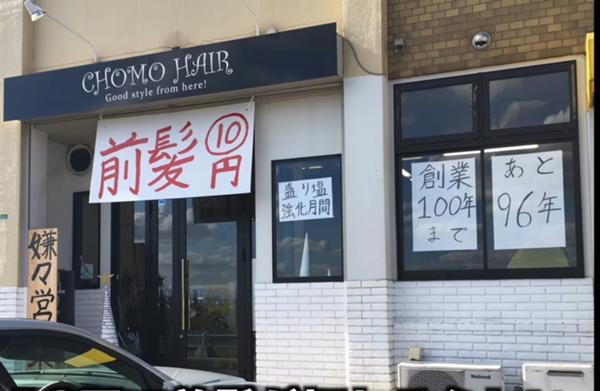 CHOMO HAIR
Good style from here!
前髪⑩円
盛り塩
強化月間
創業
100年
まで
あと
96年
嫌々営